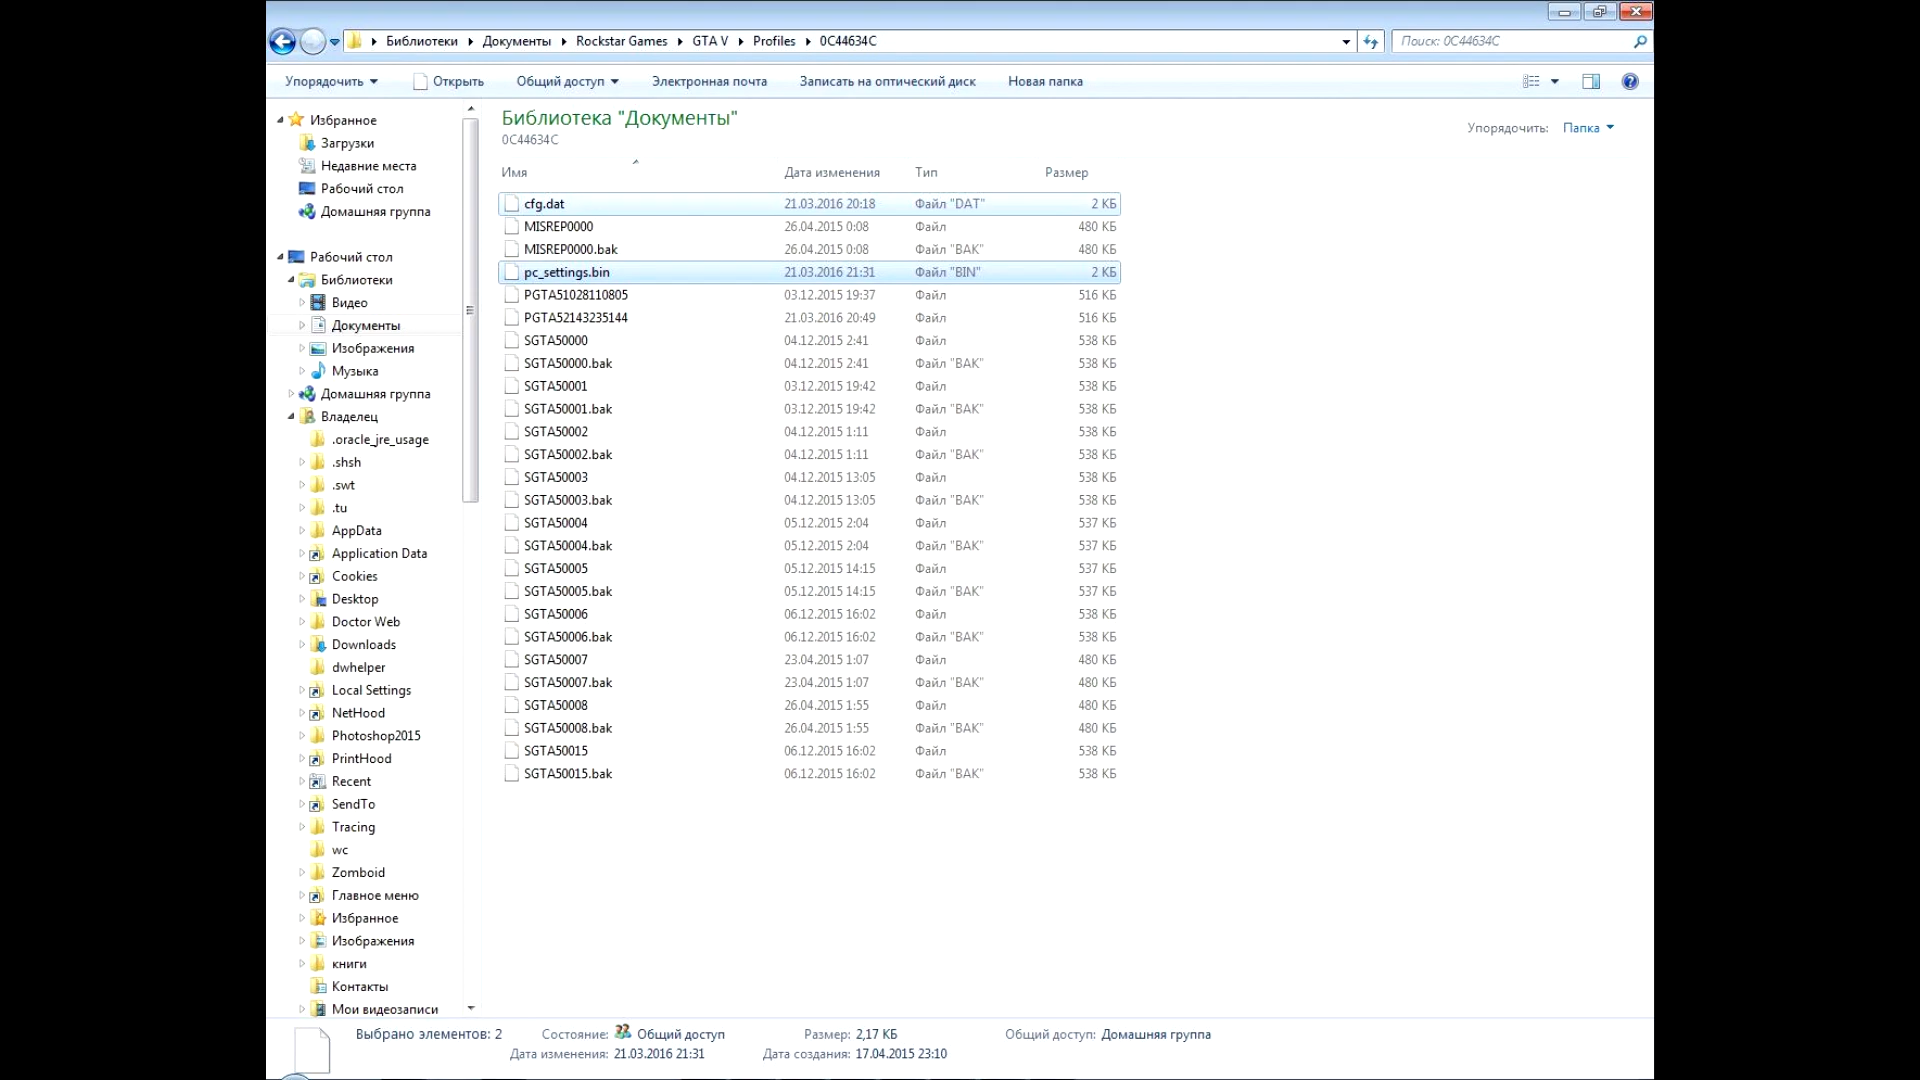 Библиотеки Документы Rockstar Games GTA V Profiles 0C44634C
Поиск: 0C44634C
Упорядочить Открыть Общий доступ Электронная почта Записать на оптический диск Новая папка
Избранное
Загрузки
Недавние места
Рабочий стол
Домашняя группа
Рабочий стол
Библиотеки
Видео
Документы
Изображения
Музыка
Домашняя группа
Владелец
.oracle_jre_usage
.shsh
.swt
.tu
AppData
Application Data
Cookies
Desktop
Doctor Web
Downloads
dwhelper
Local Settings
NetHood
Photoshop2015
PrintHood
Recent
SendTo
Tracing
wc
Zomboid
Главное меню
Избранное
Изображения
книги
Контакты
Мои видеозаписи
Библиотека "Документы"
0C44634C
Упорядочить: Папка
Имя Дата изменения Тип Размер
cfg.dat 21.03.2016 20:18 Файл "DAT" 2 КБ
MISREP0000 26.04.2015 0:08 Файл 480 КБ
MISREP0000.bak 26.04.2015 0:08 Файл "BAK" 480 КБ
pc_settings.bin 21.03.2016 21:31 Файл "BIN" 2 КБ
PGTA51028110805 03.12.2015 19:37 Файл 516 КБ
PGTA52143235144 21.03.2016 20:49 Файл 516 КБ
SGTA50000 04.12.2015 2:41 Файл 538 КБ
SGTA50000.bak 04.12.2015 2:41 Файл "BAK" 538 КБ
SGTA50001 03.12.2015 19:42 Файл 538 КБ
SGTA50001.bak 03.12.2015 19:42 Файл "BAK" 538 КБ
SGTA50002 04.12.2015 1:11 Файл 538 КБ
SGTA50002.bak 04.12.2015 1:11 Файл "BAK" 538 КБ
SGTA50003 04.12.2015 13:05 Файл 538 КБ
SGTA50003.bak 04.12.2015 13:05 Файл "BAK" 538 КБ
SGTA50004 05.12.2015 2:04 Файл 537 КБ
SGTA50004.bak 05.12.2015 2:04 Файл "BAK" 537 КБ
SGTA50005 05.12.2015 14:15 Файл 537 КБ
SGTA50005.bak 05.12.2015 14:15 Файл "BAK" 537 КБ
SGTA50006 06.12.2015 16:02 Файл 538 КБ
SGTA50006.bak 06.12.2015 16:02 Файл "BAK" 538 КБ
SGTA50007 23.04.2015 1:07 Файл 480 КБ
SGTA50007.bak 23.04.2015 1:07 Файл "BAK" 480 КБ
SGTA50008 26.04.2015 1:55 Файл 480 КБ
SGTA50008.bak 26.04.2015 1:55 Файл "BAK" 480 КБ
SGTA50015 06.12.2015 16:02 Файл 538 КБ
SGTA50015.bak 06.12.2015 16:02 Файл "BAK" 538 КБ
Выбрано элементов: 2 Состояние: Общий доступ Размер: 2,17 КБ Общий доступ: Домашняя группа
Дата изменения: 21.03.2016 21:31 Дата создания: 17.04.2015 23:10